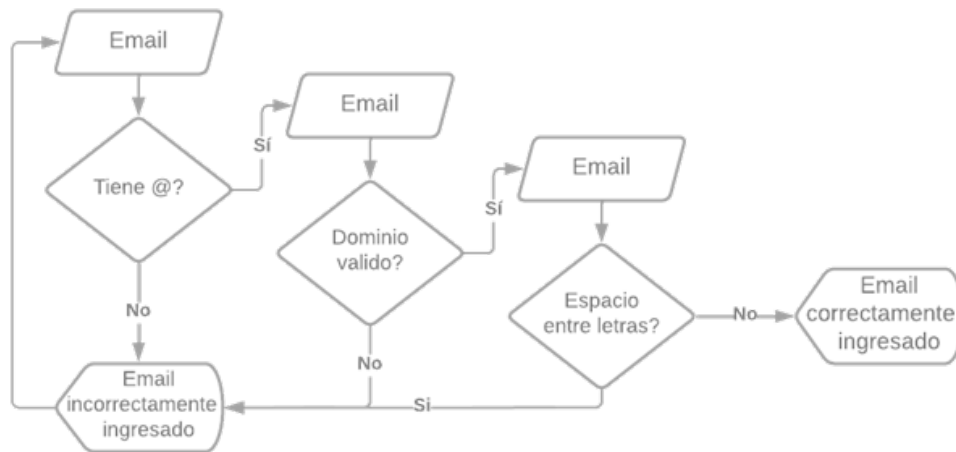 Email
Tiene @?
No
Email
incorrectamente
ingresado
Sí
Email
Dominio
valido?
No
Sí
Email
Espacio
entre letras?
Si
No
Email
correctamente
ingresado